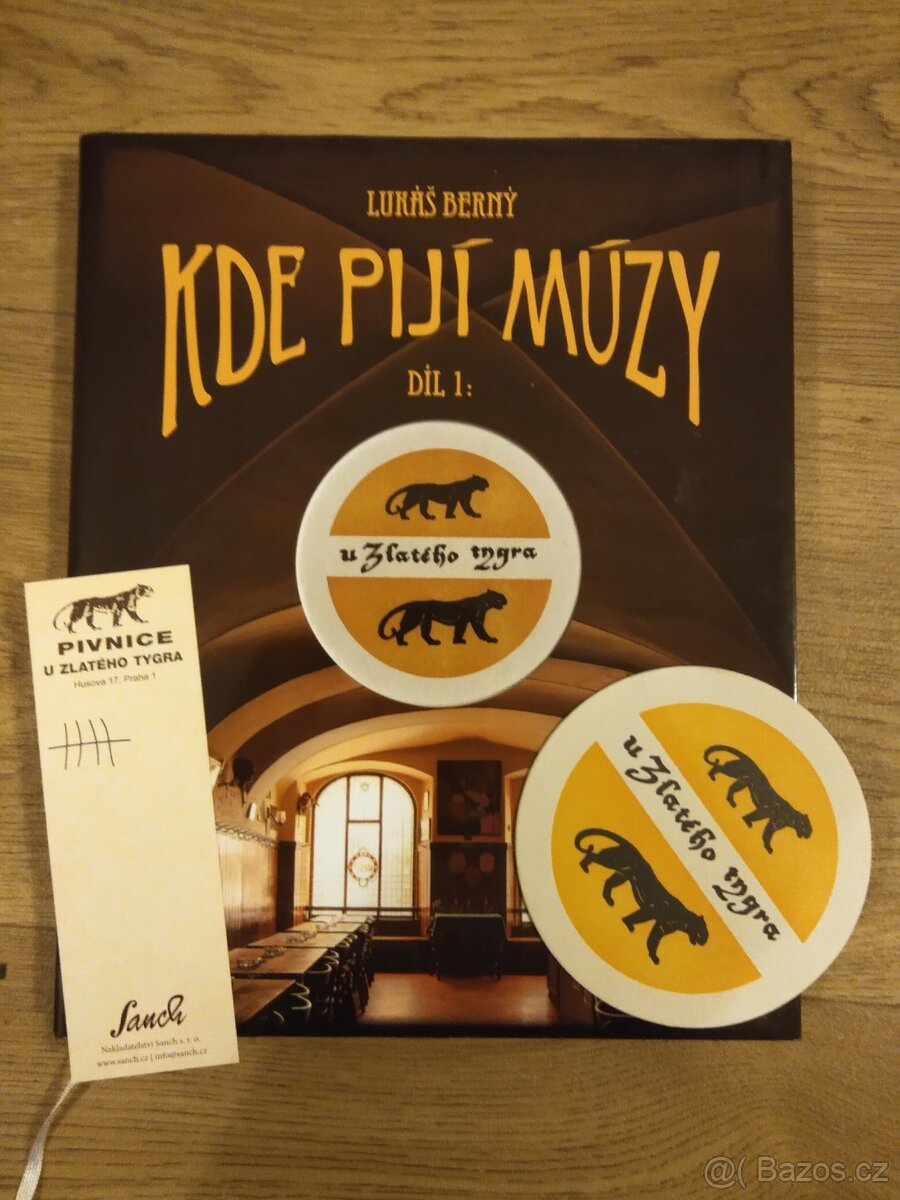 LUKÁŠ BERNÝ
KDE PIJÍ MÚZY
DÍL 1:
u Zlatého tygra
PIVNICE
U ZLATÉHO TYGRA
Husova 17, Praha 1
Sanch
Nakladatelství Sanch s. r. o.
www.sanch.cz | info@sanch.cz
u Zlatého tygra
@( Bazos.cz